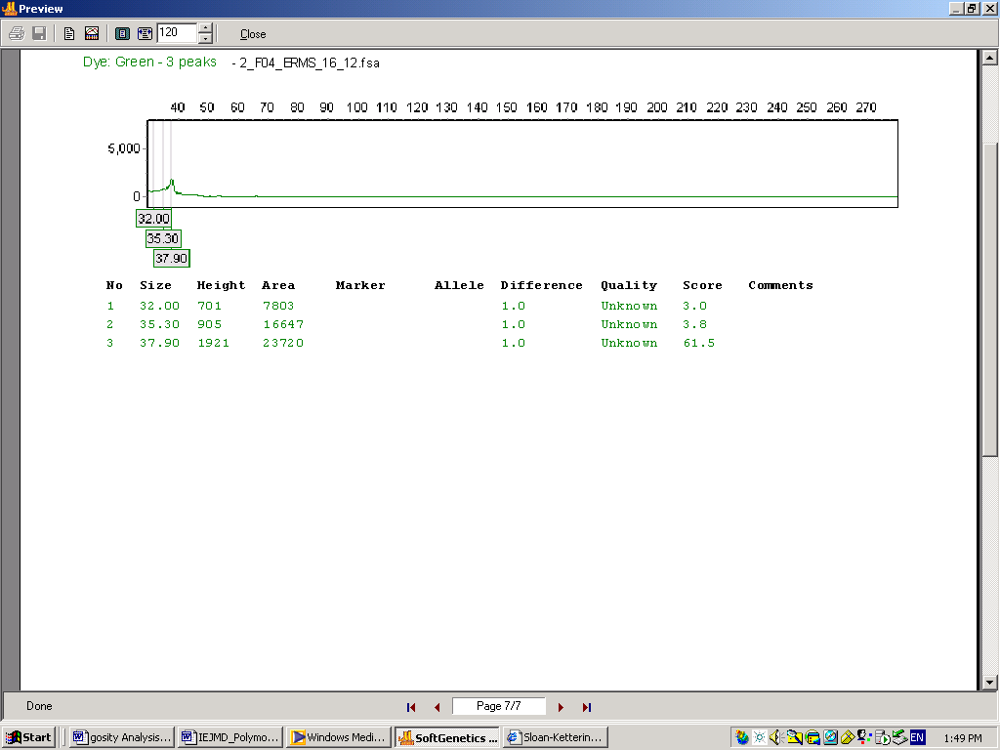 Preview
120 Close
Dye: Green - 3 peaks - 2_F04_ERMS_16_12.fsa
40 50 60 70 80 90 100 110 120 130 140 150 160 170 180 190 200 210 220 230 240 250 260 270
5,000
0
32.00
35.30
37.90
No Size Height Area Marker Allele Difference Quality Score Comments
1 32.00 701 7803 1.0 Unknown 3.0
2 35.30 905 16647 1.0 Unknown 3.8
3 37.90 1921 23720 1.0 Unknown 61.5
Done Page 7/7
Start gosity Analysis... IEJMD_Polymo... Windows Medi... SoftGenetics ... Sloan-Ketterin... EN 1:49 PM